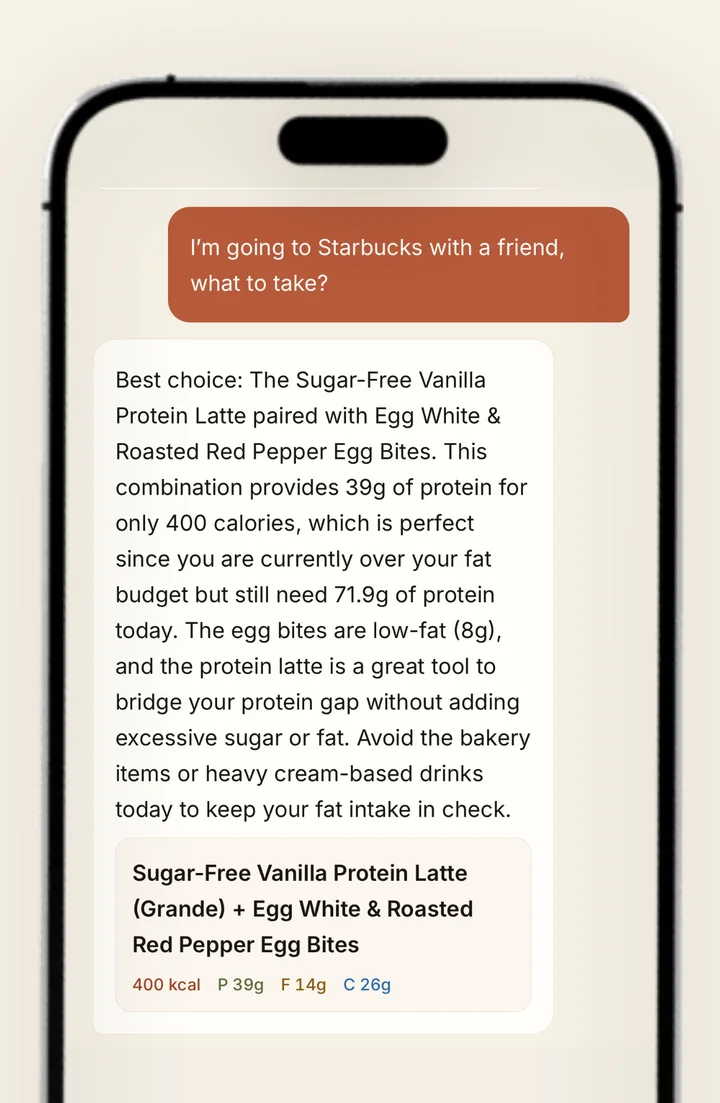 I’m going to Starbucks with a friend,
what to take?
Best choice: The Sugar-Free Vanilla
Protein Latte paired with Egg White &
Roasted Red Pepper Egg Bites. This
combination provides 39g of protein for
only 400 calories, which is perfect
since you are currently over your fat
budget but still need 71.9g of protein
today. The egg bites are low-fat (8g),
and the protein latte is a great tool to
bridge your protein gap without adding
excessive sugar or fat. Avoid the bakery
items or heavy cream-based drinks
today to keep your fat intake in check.
Sugar-Free Vanilla Protein Latte
(Grande) + Egg White & Roasted
Red Pepper Egg Bites
400 kcal P 39g F 14g C 26g